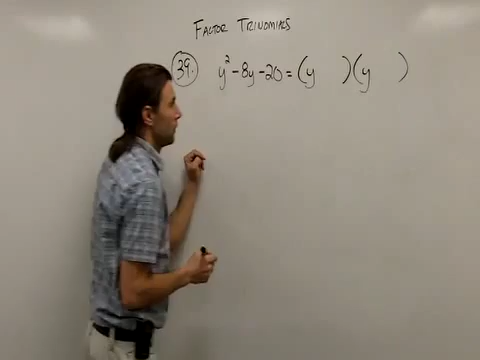 FACTOR TRINOMIALS
39. y² - 8y - 20 = (y    )(y    )